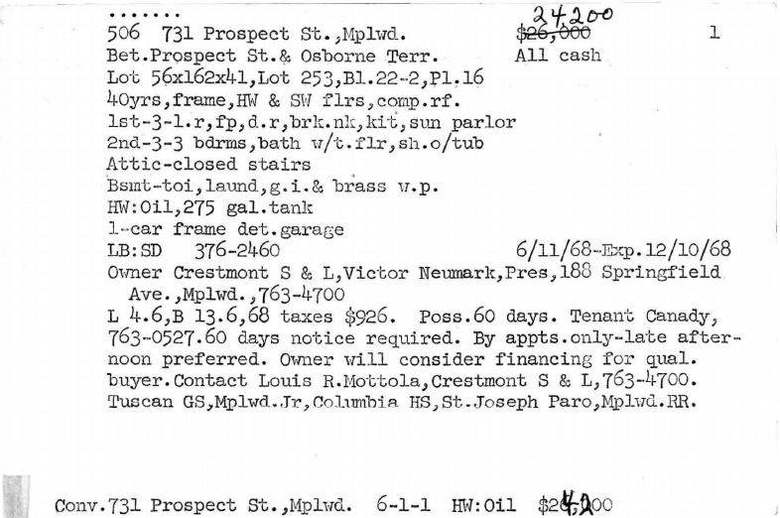 .......
24,200
506 731 Prospect St.,Mplwd. $26,000 1
Bet.Prospect St.& Osborne Terr. All cash
Lot 56x162x41,Lot 253,Bl.22-2,Pl.16
40yrs,frame,HW & SW flrs,comp.rf.
1st-3-l.r,fp,d.r,brk.nk,kit,sun parlor
2nd-3-3 bdrms,bath w/t.flr,sh.o/tub
Attic-closed stairs
Bsmt-toi,laund,g.i.& brass w.p.
HW:Oil,275 gal.tank
1-car frame det.garage
LB:SD 376-2460 6/11/68-Exp.12/10/68
Owner Crestmont S & L,Victor Neumark,Pres,188 Springfield
Ave.,Mplwd.,763-4700
L 4.6,B 13.6,68 taxes $926. Poss.60 days. Tenant Canady,
763-0527.60 days notice required. By appts.only-late after-
noon preferred. Owner will consider financing for qual.
buyer.Contact Louis R.Mottola,Crestmont S & L,763-4700.
Tuscan GS,Mplwd.Jr,Columbia HS,St.Joseph Paro,Mplwd.RR.
Conv.731 Prospect St.,Mplwd. 6-1-1 HW:Oil $24,200